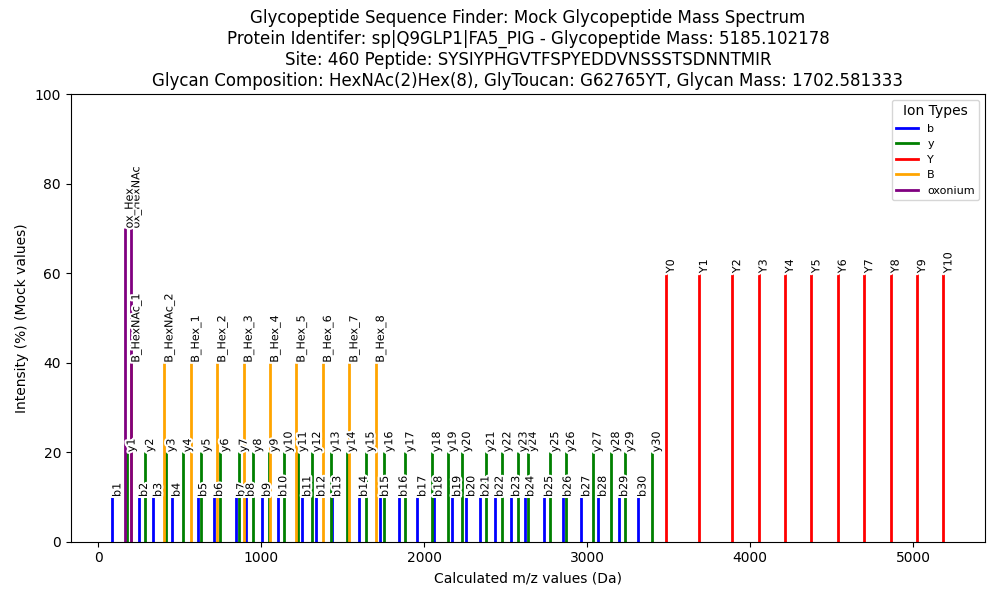 Glycopeptide Sequence Finder: Mock Glycopeptide Mass Spectrum
Protein Identifer: sp|Q9GLP1|FA5_PIG - Glycopeptide Mass: 5185.102178
Site: 460 Peptide: SYSIYPHGVTFSPYEDDVNSSSTSDNNTMIR
Glycan Composition: HexNAc(2)Hex(8), GlyToucan: G62765YT, Glycan Mass: 1702.581333
Intensity (%) (Mock values)
100
80
60
40
20
0
Ion Types
b
y
Y
B
oxonium
ox_Hex
ox_HexNAc
Y0
Y1
Y2
Y3
Y4
Y5
Y6
Y7
Y8
Y9
Y10
B_HexNAc_1
B_HexNAc_2
B_Hex_1
B_Hex_2
B_Hex_3
B_Hex_4
B_Hex_5
B_Hex_6
B_Hex_7
B_Hex_8
y1
y2
y3
y4
y5
y6
y7
y8
y9
y10
y11
y12
y13
y14
y15
y16
y17
y18
y19
y20
y21
y22
y23
y24
y25
y26
y27
y28
y29
y30
b1
b2
b3
b4
b5
b6
b7
b8
b9
b10
b11
b12
b13
b14
b15
b16
b17
b18
b19
b20
b21
b22
b23
b24
b25
b26
b27
b28
b29
b30
0
1000
2000
3000
4000
5000
Calculated m/z values (Da)